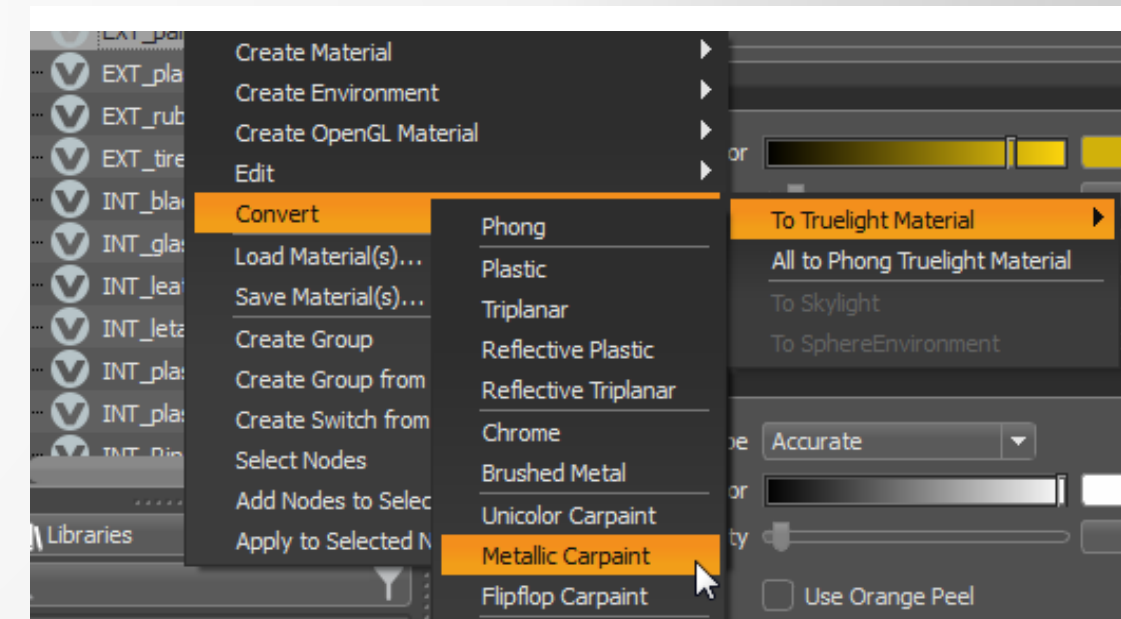 EXT_pla
EXT_rub
EXT_tire
INT_bla
INT_gla
INT_lea
INT_leta
INT_plas
INT_plas
Libraries
Create Material
Create Environment
Create OpenGL Material
Edit
Convert
Load Material(s)...
Save Material(s)...
Create Group
Create Group from
Create Switch from
Select Nodes
Add Nodes to Selec
Apply to Selected N
Phong
Plastic
Triplanar
Reflective Plastic
Reflective Triplanar
Chrome
Brushed Metal
Unicolor Carpaint
Metallic Carpaint
Flipflop Carpaint
To Truelight Material
All to Phong Truelight Material
To Skylight
To SphereEnvironment
or
pe Accurate
or
ty
Use Orange Peel